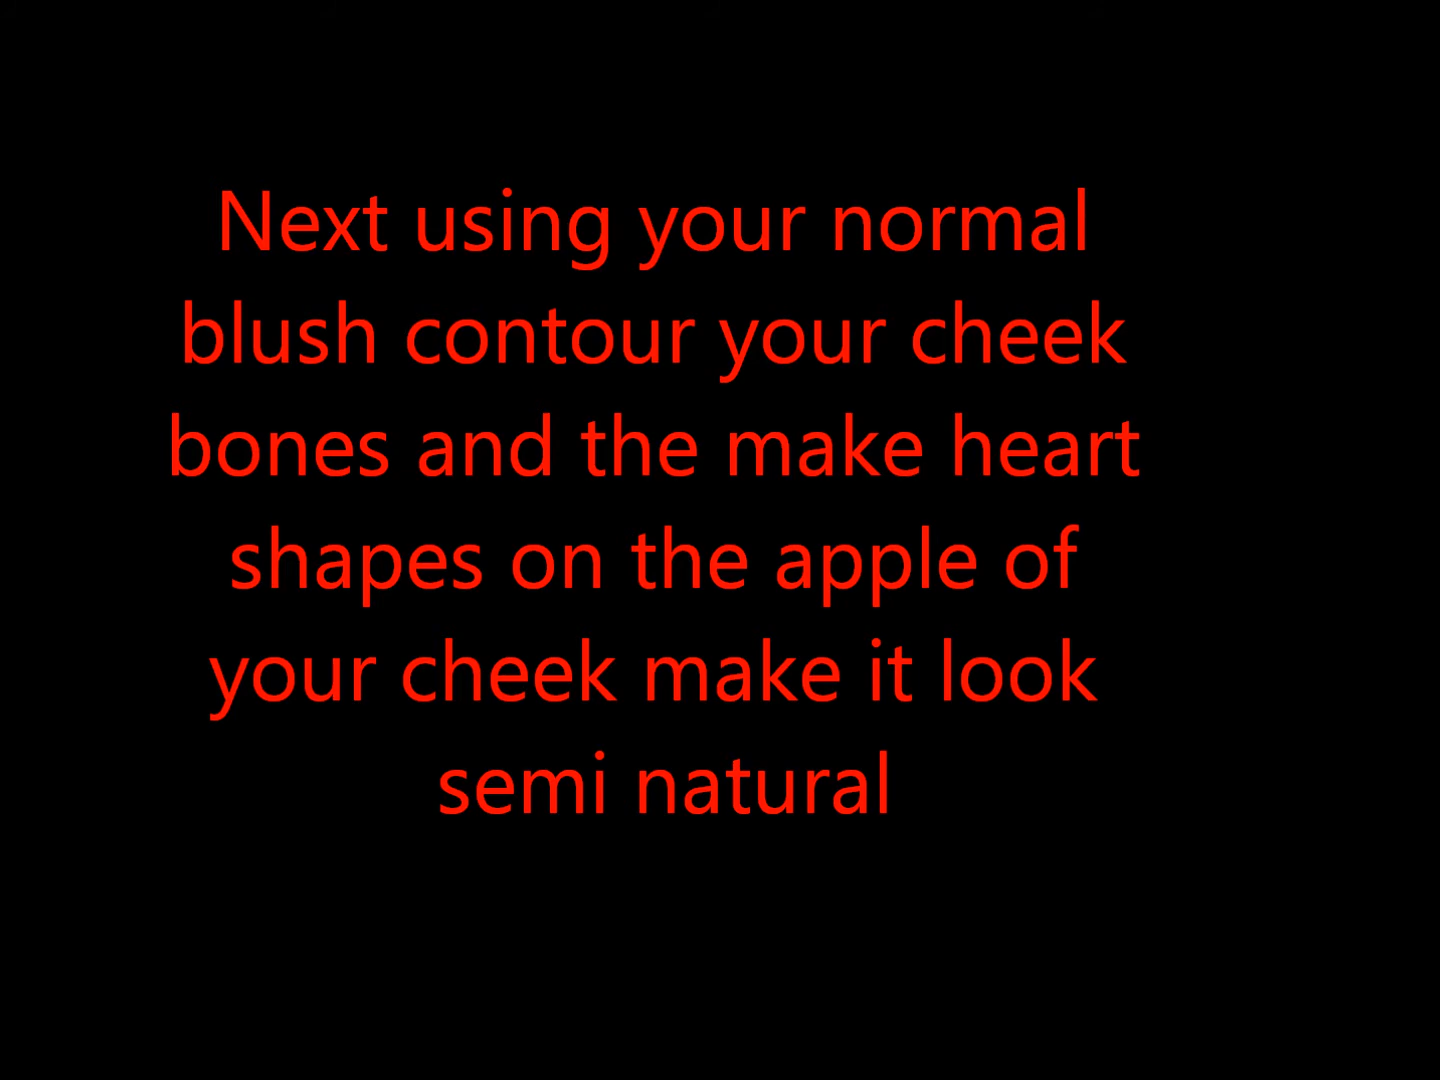 Next using your normal
blush contour your cheek
bones and the make heart
shapes on the apple of
your cheek make it look
semi natural